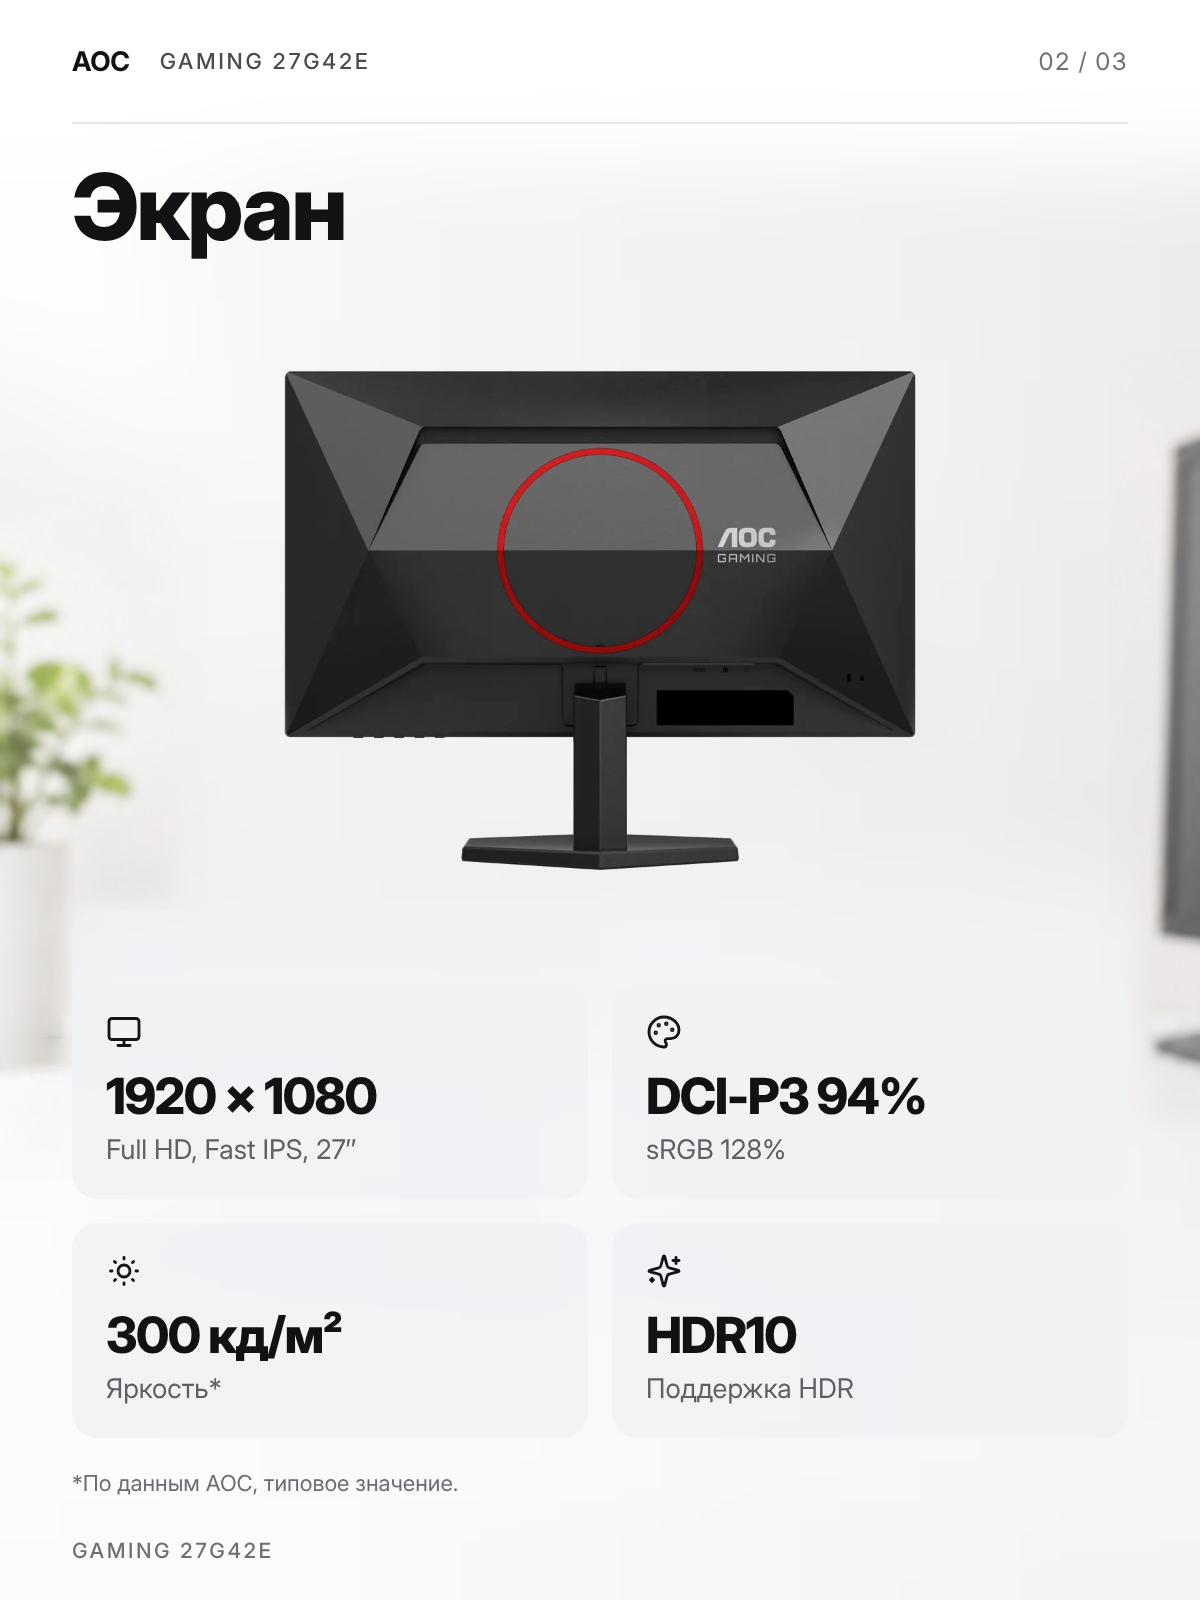 AOC GAMING 27G42E 02 / 03
Экран
AOC
GAMING
1920 × 1080
Full HD, Fast IPS, 27″
DCI-P3 94%
sRGB 128%
300 кд/м²
Яркость*
HDR10
Поддержка HDR
*По данным AOC, типовое значение.
GAMING 27G42E